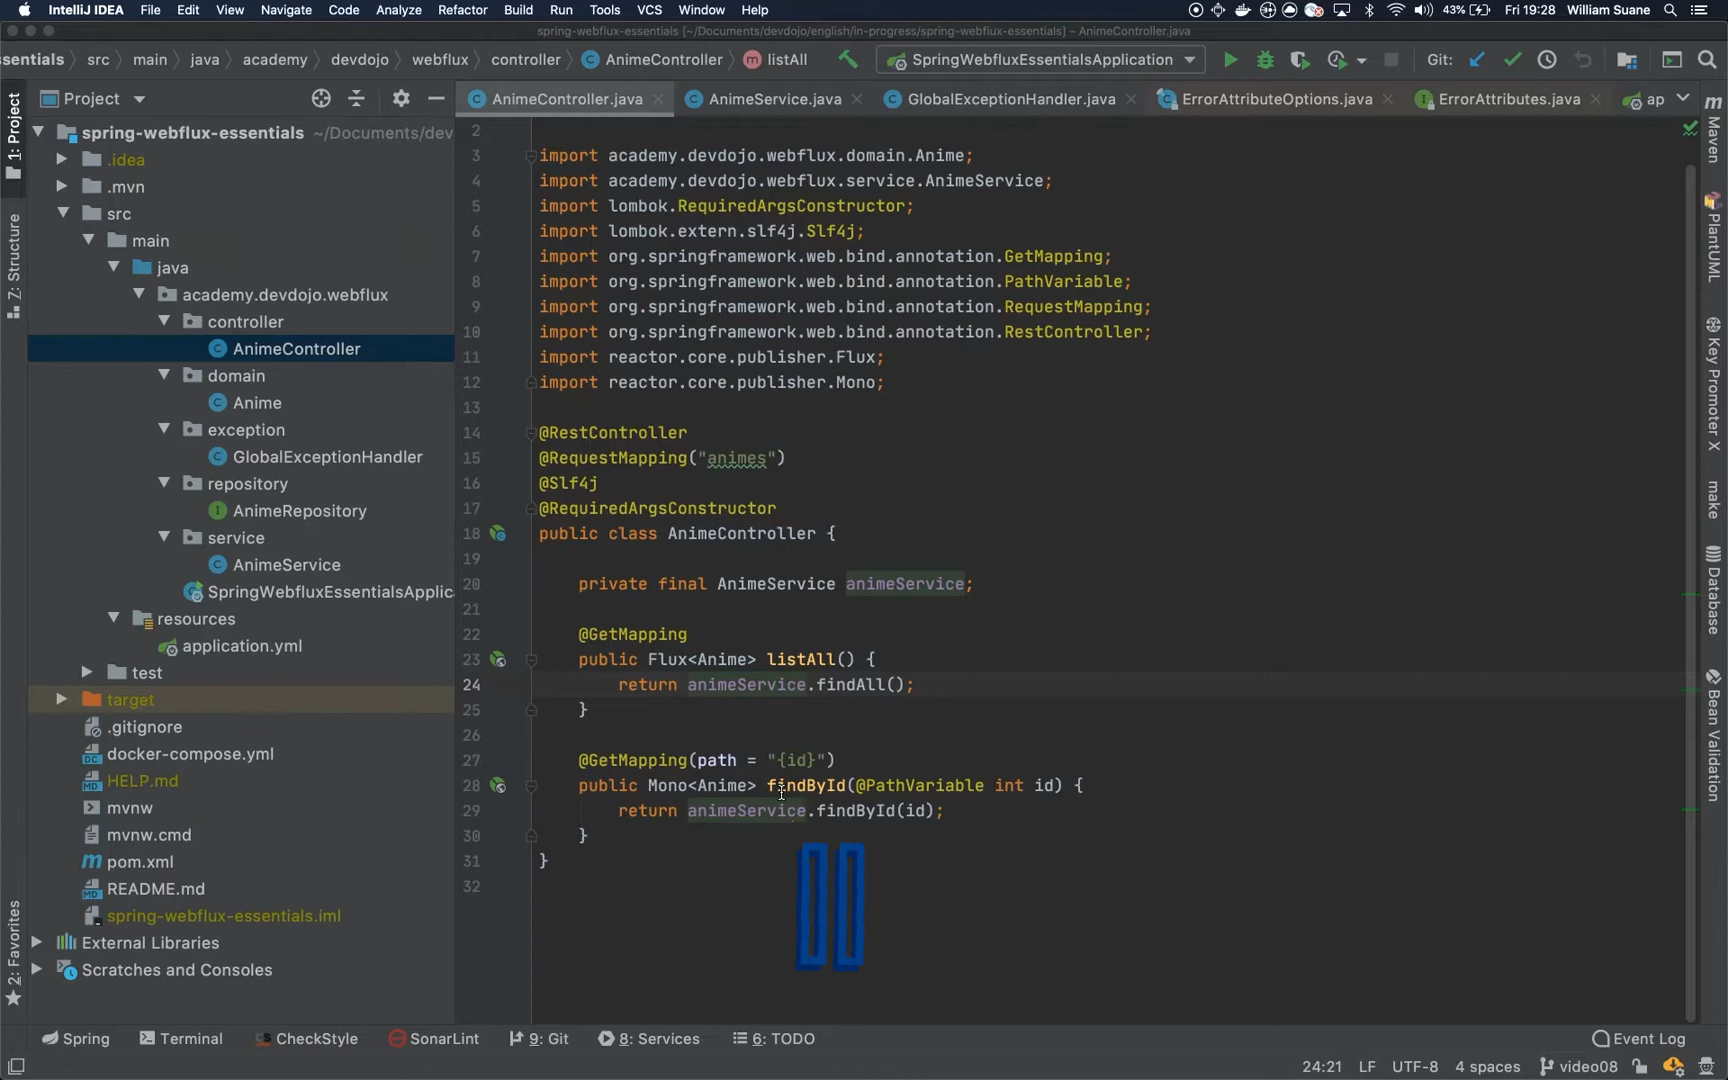 IntelliJ IDEA File Edit View Navigate Code Analyze Refactor Build Run Tools VCS Window Help 43% Fri 19:28 William Suane
spring-webflux-essentials [~/Documents/devdojo/english/in-progress/spring-webflux-essentials] – AnimeController.java
ssentials src main java academy devdojo webflux controller AnimeController listAll SpringWebfluxEssentialsApplication Git:
Project AnimeController.java AnimeService.java GlobalExceptionHandler.java ErrorAttributeOptions.java ErrorAttributes.java ap
1: Project
Z: Structure
2: Favorites
spring-webflux-essentials ~/Documents/dev
.idea
.mvn
src
main
java
academy.devdojo.webflux
controller
AnimeController
domain
Anime
exception
GlobalExceptionHandler
repository
AnimeRepository
service
AnimeService
SpringWebfluxEssentialsApplic
resources
application.yml
test
target
.gitignore
docker-compose.yml
HELP.md
mvnw
mvnw.cmd
pom.xml
README.md
spring-webflux-essentials.iml
External Libraries
Scratches and Consoles
2
3 import academy.devdojo.webflux.domain.Anime;
4 import academy.devdojo.webflux.service.AnimeService;
5 import lombok.RequiredArgsConstructor;
6 import lombok.extern.slf4j.Slf4j;
7 import org.springframework.web.bind.annotation.GetMapping;
8 import org.springframework.web.bind.annotation.PathVariable;
9 import org.springframework.web.bind.annotation.RequestMapping;
10 import org.springframework.web.bind.annotation.RestController;
11 import reactor.core.publisher.Flux;
12 import reactor.core.publisher.Mono;
13
14 @RestController
15 @RequestMapping("animes")
16 @Slf4j
17 @RequiredArgsConstructor
18 public class AnimeController {
19
20 private final AnimeService animeService;
21
22 @GetMapping
23 public Flux<Anime> listAll() {
24 return animeService.findAll();
25 }
26
27 @GetMapping(path = "{id}")
28 public Mono<Anime> findById(@PathVariable int id) {
29 return animeService.findById(id);
30 }
31 }
32
m Maven
PlantUML
Key Promoter X
make
Database
Bean Validation
Spring Terminal CheckStyle SonarLint 9: Git 8: Services 6: TODO Event Log
24:21 LF UTF-8 4 spaces video08